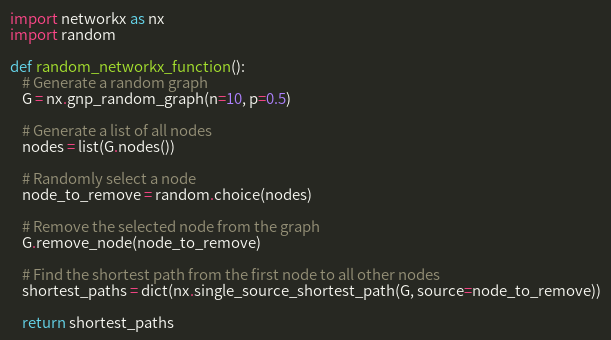 import networkx as nx
import random
def random_networkx_function():
# Generate a random graph
G = nx.gnp_random_graph(n=10, p=0.5)
# Generate a list of all nodes
nodes = list(G.nodes())
# Randomly select a node
node_to_remove = random.choice(nodes)
# Remove the selected node from the graph
G.remove_node(node_to_remove)
# Find the shortest path from the first node to all other nodes
shortest_paths = dict(nx.single_source_shortest_path(G, source=node_to_remove))
return shortest_paths